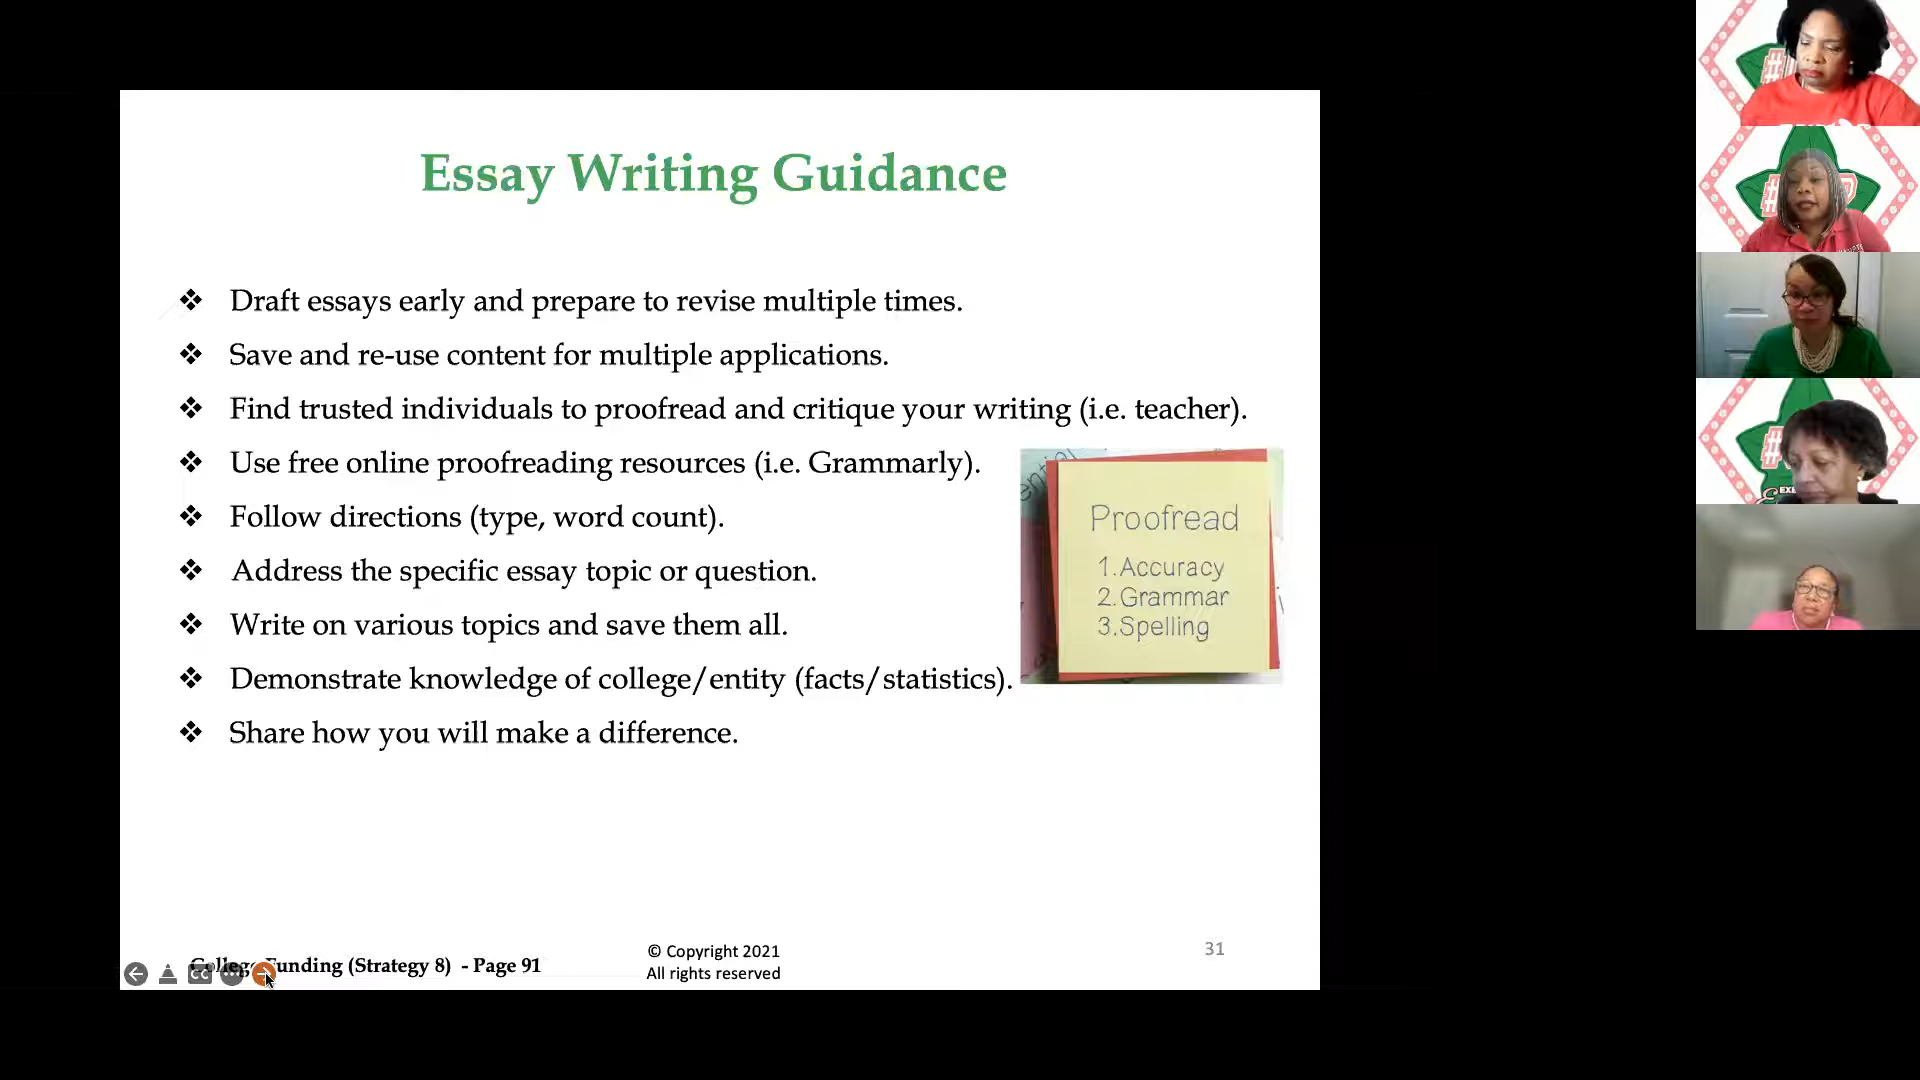 Essay Writing Guidance
❖ Draft essays early and prepare to revise multiple times.
❖ Save and re-use content for multiple applications.
❖ Find trusted individuals to proofread and critique your writing (i.e. teacher).
❖ Use free online proofreading resources (i.e. Grammarly).
❖ Follow directions (type, word count).
❖ Address the specific essay topic or question.
❖ Write on various topics and save them all.
❖ Demonstrate knowledge of college/entity (facts/statistics).
❖ Share how you will make a difference.
Proofread
1.Accuracy
2.Grammar
3.Spelling
College Funding (Strategy 8) - Page 91
© Copyright 2021
All rights reserved
31
CC